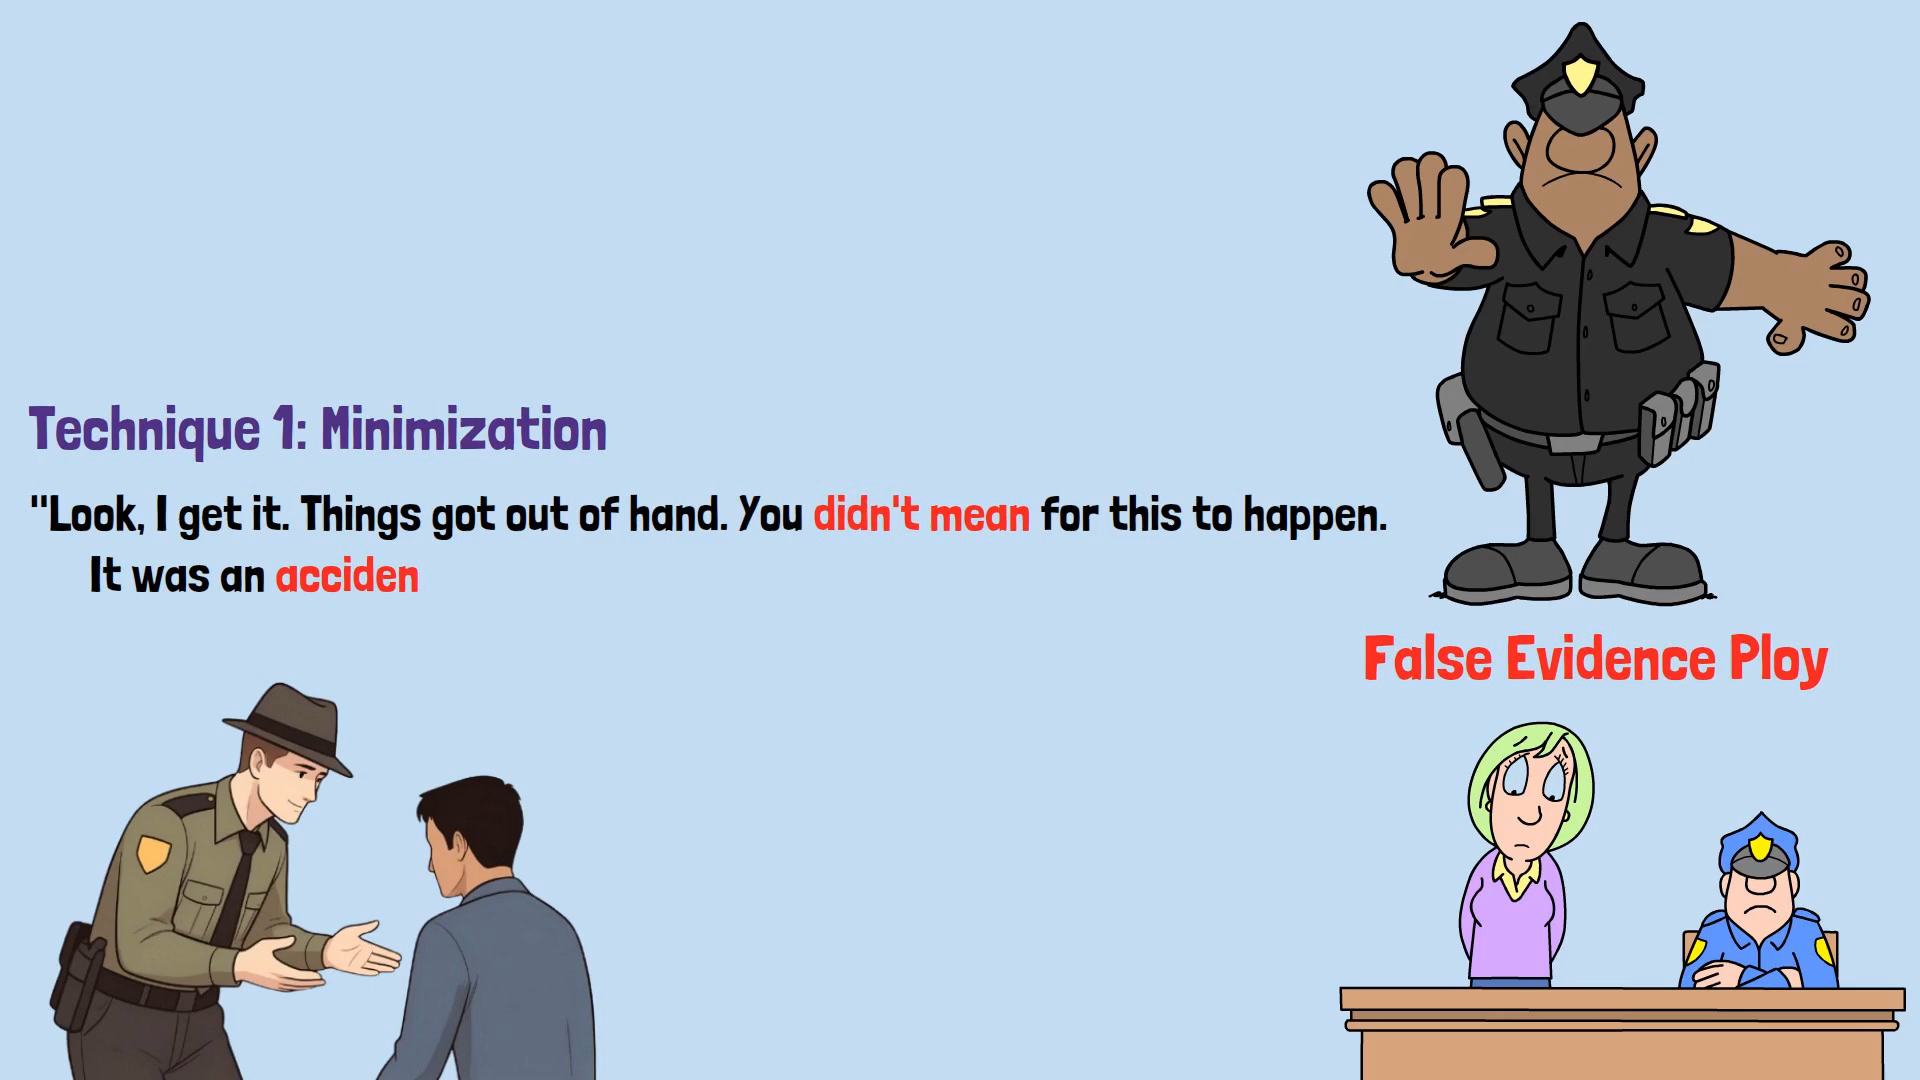 Technique 1: Minimization
"Look, I get it. Things got out of hand. You didn't mean for this to happen.
It was an acciden
False Evidence Ploy